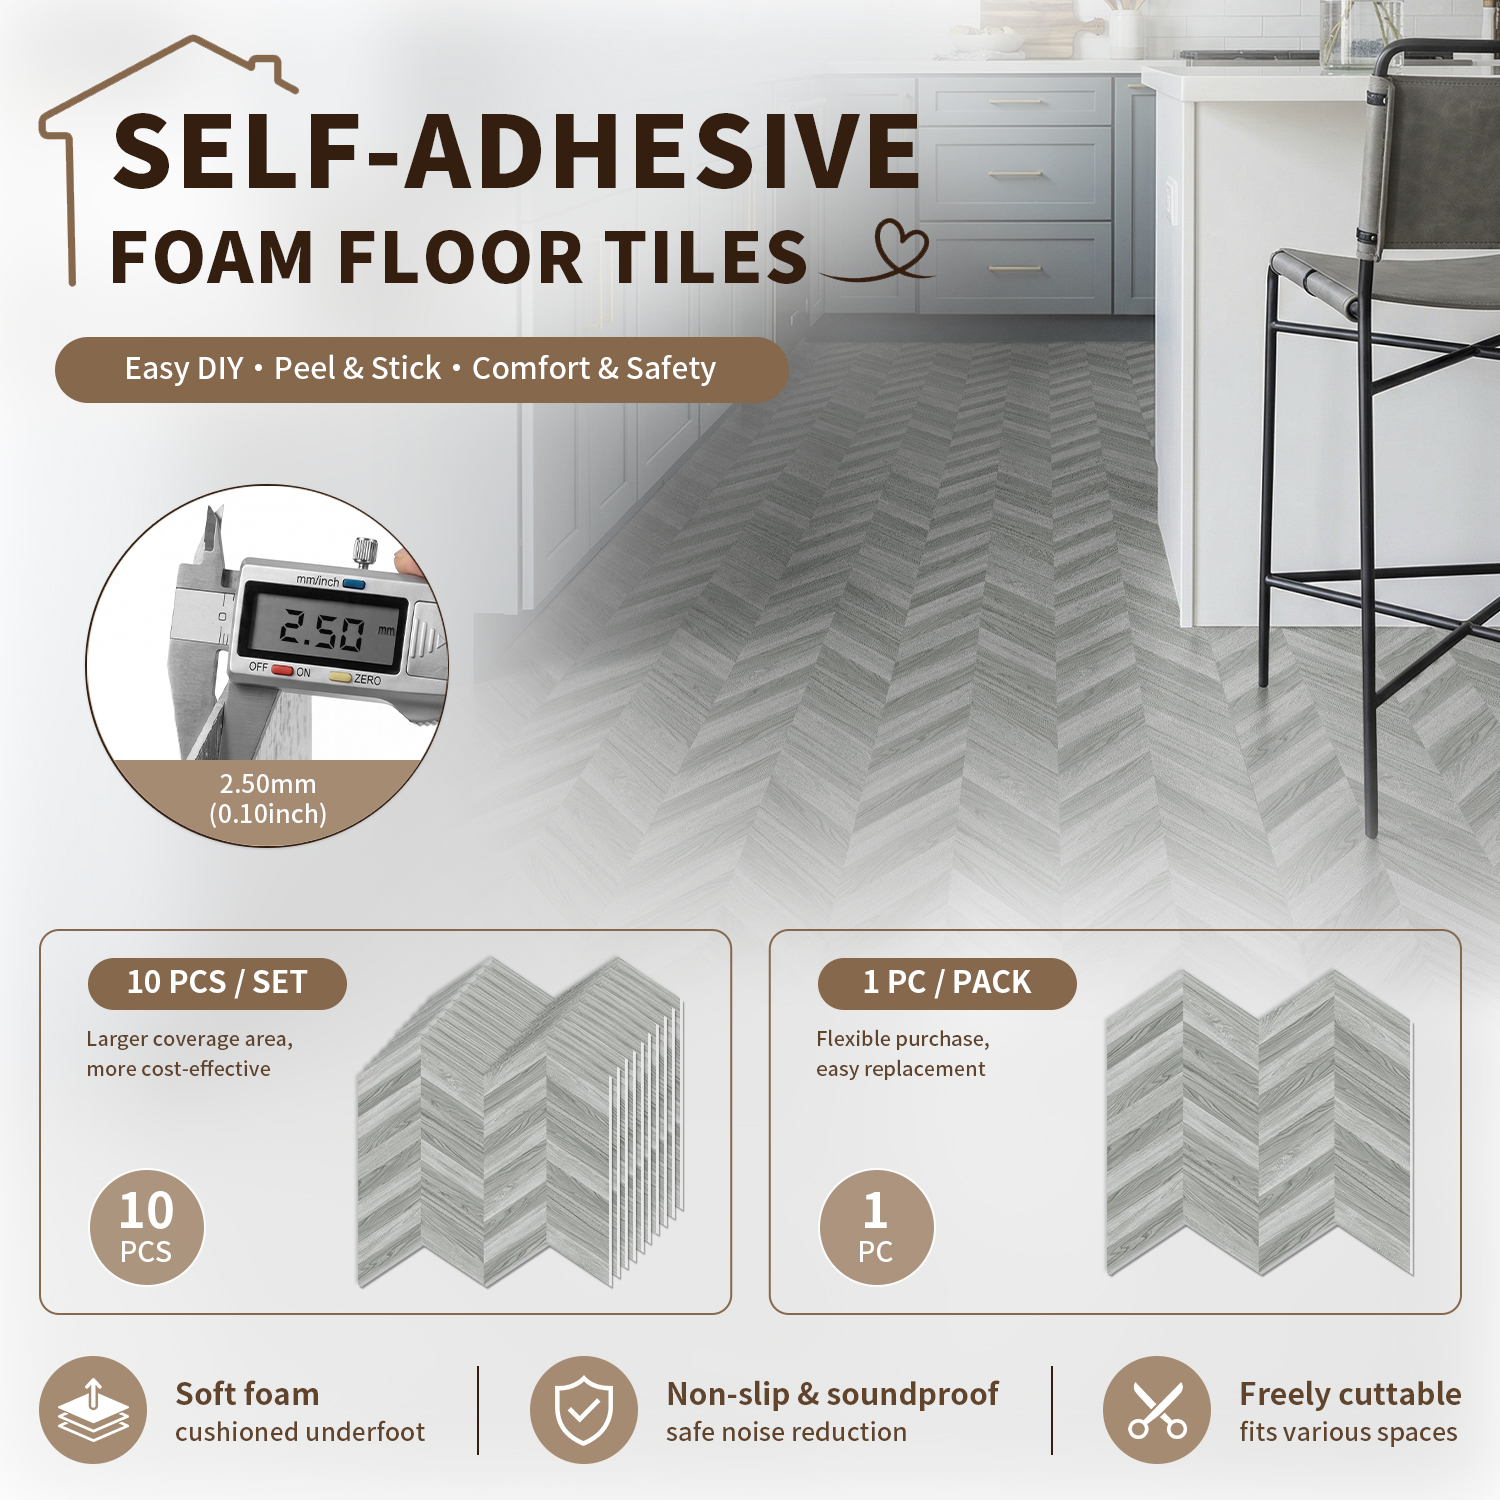 SELF-ADHESIVE
FOAM FLOOR TILES
Easy DIY • Peel & Stick • Comfort & Safety
mm/inch
0
2.50 mm
OFF ON ZERO
2.50mm
(0.10inch)
10 PCS / SET
Larger coverage area,
more cost-effective
10
PCS
1 PC / PACK
Flexible purchase,
easy replacement
1
PC
Soft foam
cushioned underfoot
Non-slip & soundproof
safe noise reduction
Freely cuttable
fits various spaces